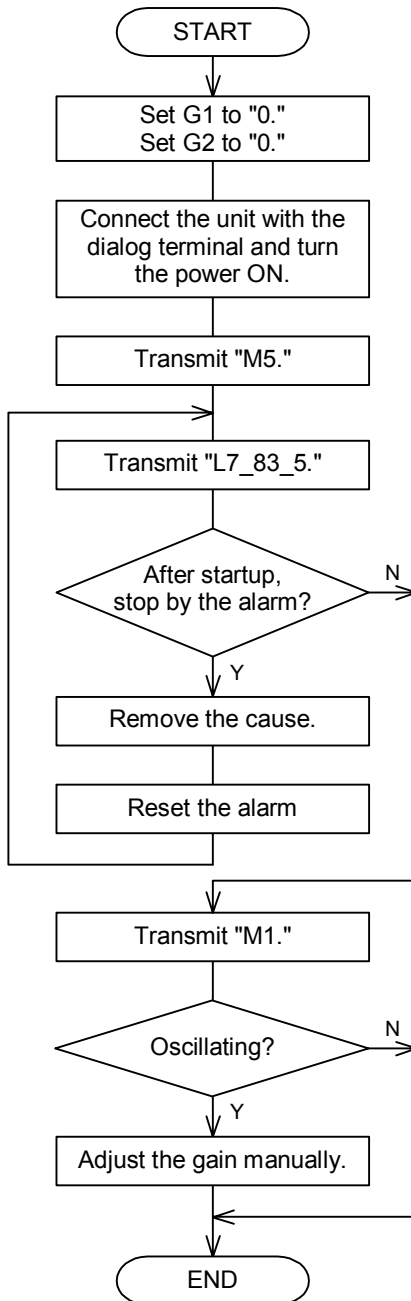 START
Set G1 to "0."
Set G2 to "0."
Connect the unit with the
dialog terminal and turn
the power ON.
Transmit "M5."
Transmit "L7_83_5."
After startup,
stop by the alarm?
N
Y
Remove the cause.
Reset the alarm
Transmit "M1."
Oscillating?
N
Y
Adjust the gain manually.
END